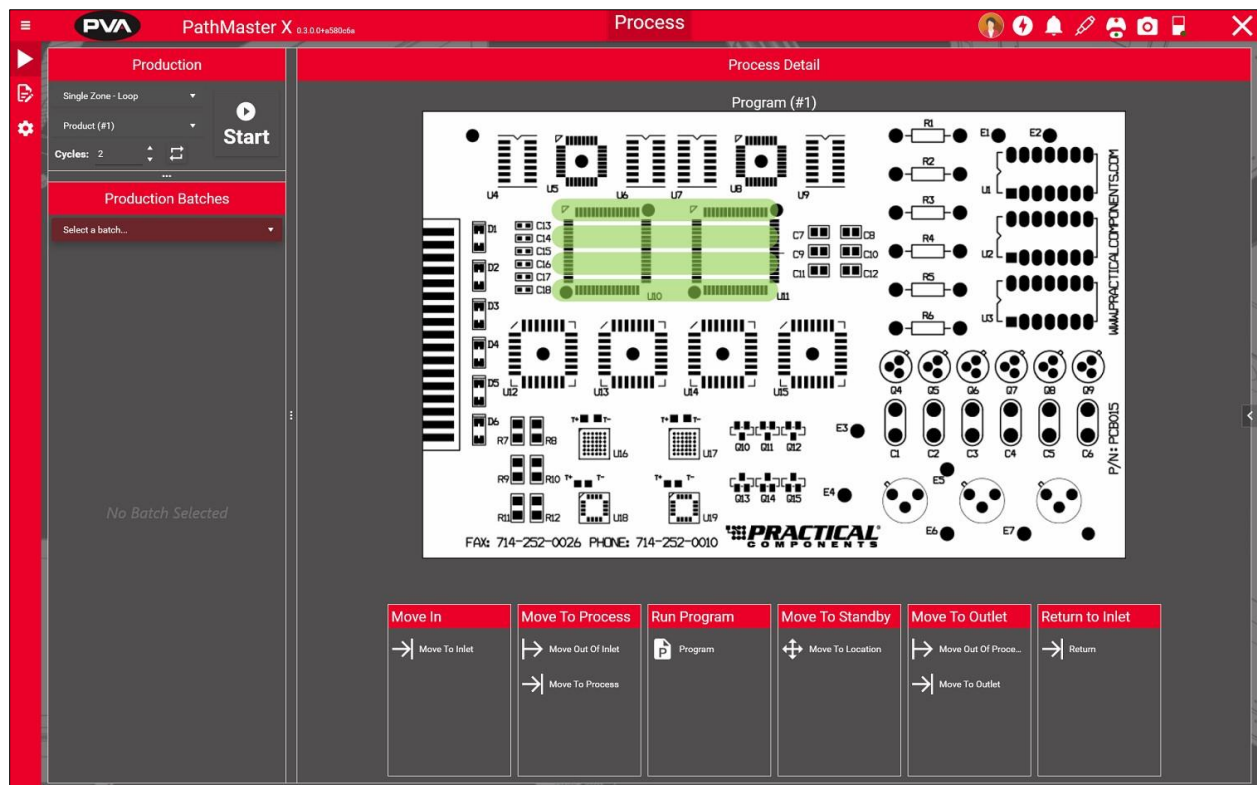 PVA
PathMaster X 0.3.0.0+a580c6a
Process
Production
Single Zone - Loop
Product (#1)
Cycles: 2
Start
Production Batches
Select a batch...
No Batch Selected
Process Detail
Program (#1)
U4 U5 U6 U7 U8 U9
R1 E1 E2
R2
U1
R3
D1 C13
C14
C15
C16
C17
C18
C7 C8
C9 C10
C11 C12
R4
U2
D2
R5
D3
U10 U11
R6
U3
WWW.PRACTICALCOMPONENTS.COM
D4
D5
U12 U13 U14 U15
Q4 Q5 Q6 Q7 Q8 Q9
D6
R7 R8
T+ T-
U16
T+ T-
U17
Q10 Q11 Q12
E3
C1 C2 C3 C4 C5 C6
P/N: PCB015
R9 R10
T+ T-
T+ T-
Q13 Q14 Q15
E4
E5
R11 R12
U18
U19
E6 E7
FAX: 714-252-0026 PHONE: 714-252-0010
PRACTICAL
COMPONENTS
Move In
Move To Inlet
Move To Process
Move Out Of Inlet
Move To Process
Run Program
P Program
Move To Standby
Move To Location
Move To Outlet
Move Out Of Proce...
Move To Outlet
Return to Inlet
Return